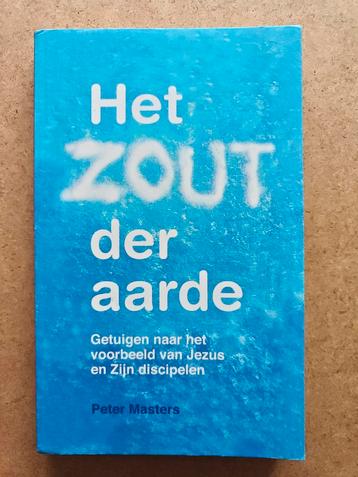 Het
ZOUT
der
aarde
Getuigen naar het
voorbeeld van Jezus
en Zijn discipelen
Peter Masters